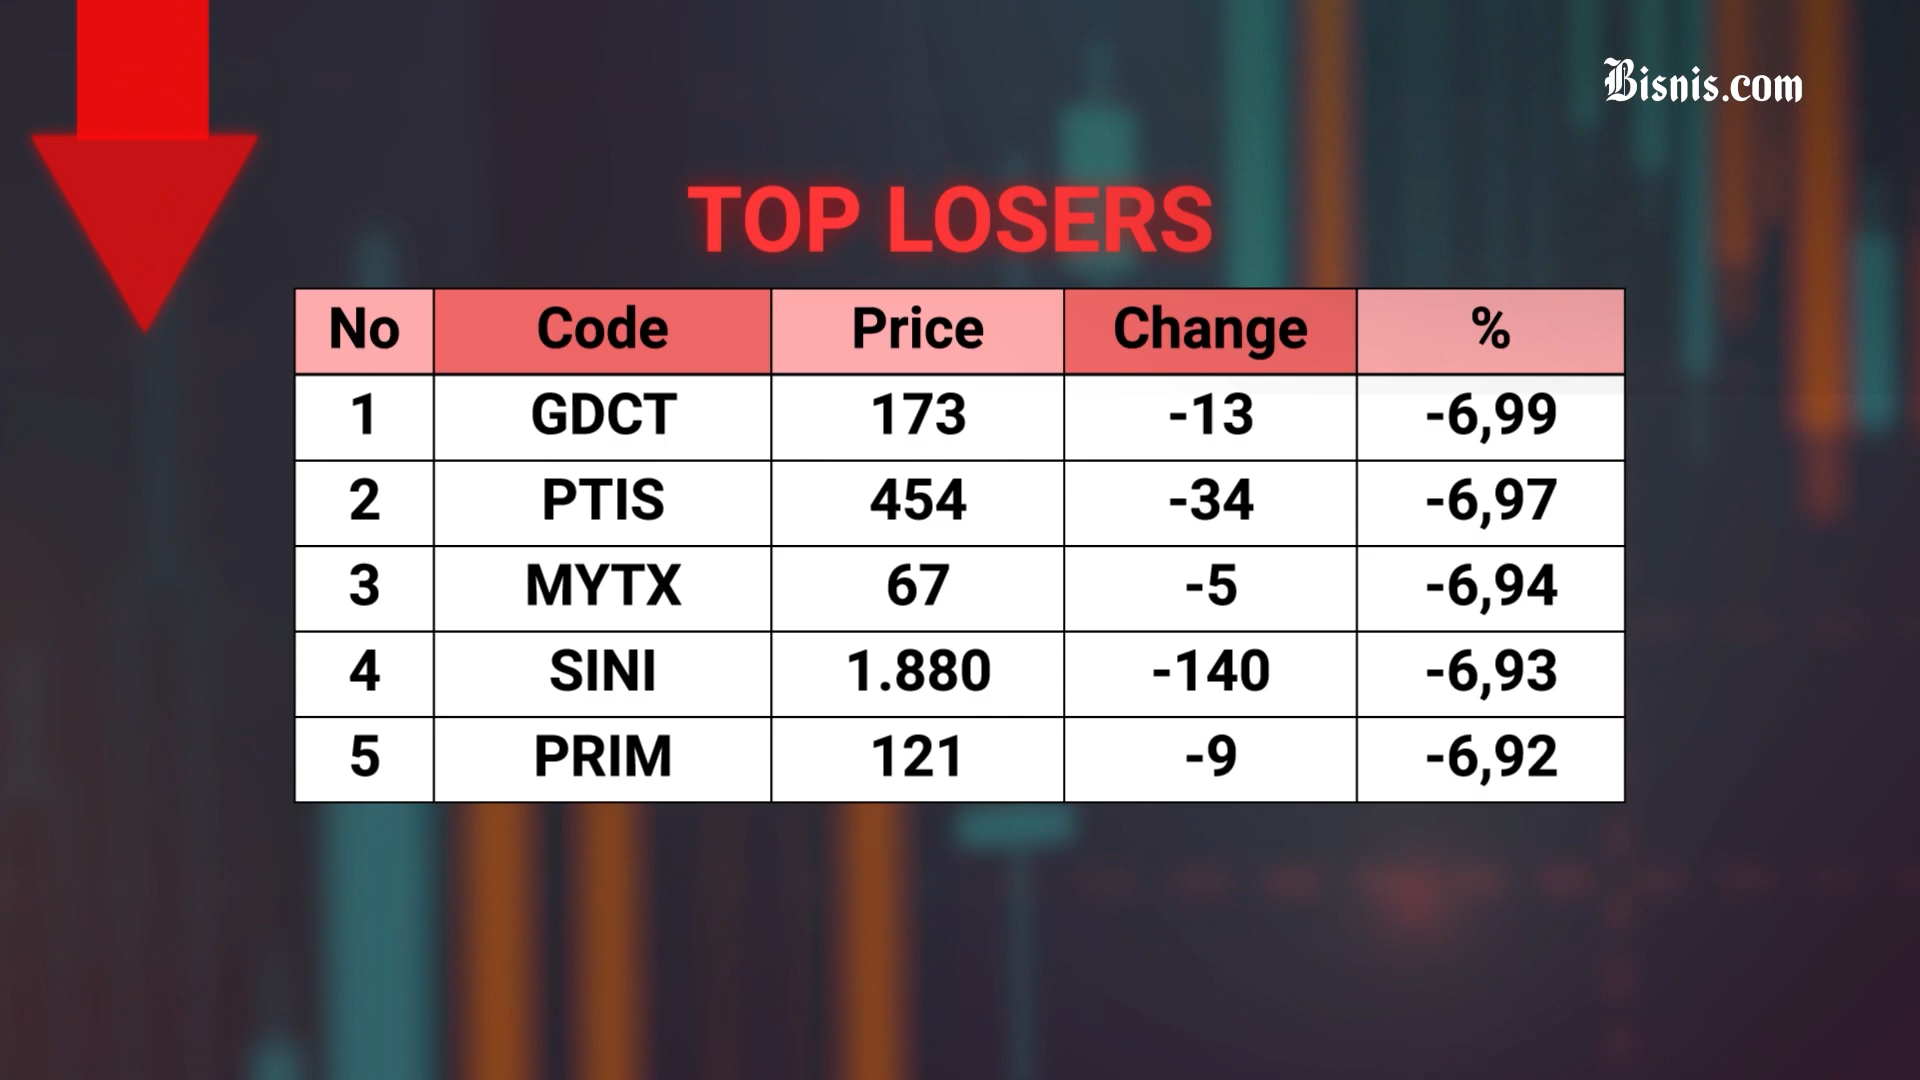 Bisnis.com
TOP LOSERS
No Code Price Change %
1 GDCT 173 -13 -6,99
2 PTIS 454 -34 -6,97
3 MYTX 67 -5 -6,94
4 SINI 1.880 -140 -6,93
5 PRIM 121 -9 -6,92